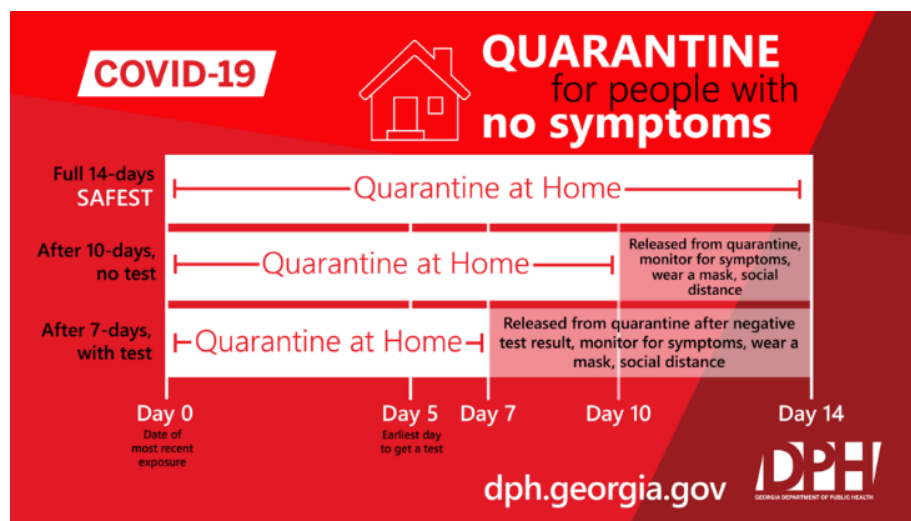 COVID-19
QUARANTINE
for people with
no symptoms
Full 14-days
SAFEST
Quarantine at Home
After 10-days,
no test
Quarantine at Home
Released from quarantine,
monitor for symptoms,
wear a mask, social
distance
After 7-days,
with test
Quarantine at Home
Released from quarantine after negative
test result, monitor for symptoms, wear a
mask, social distance
Day 0
Date of
most recent
exposure
Day 5
Earliest day
to get a test
Day 7
Day 10
Day 14
dph.georgia.gov
DPH
GEORGIA DEPARTMENT OF PUBLIC HEALTH